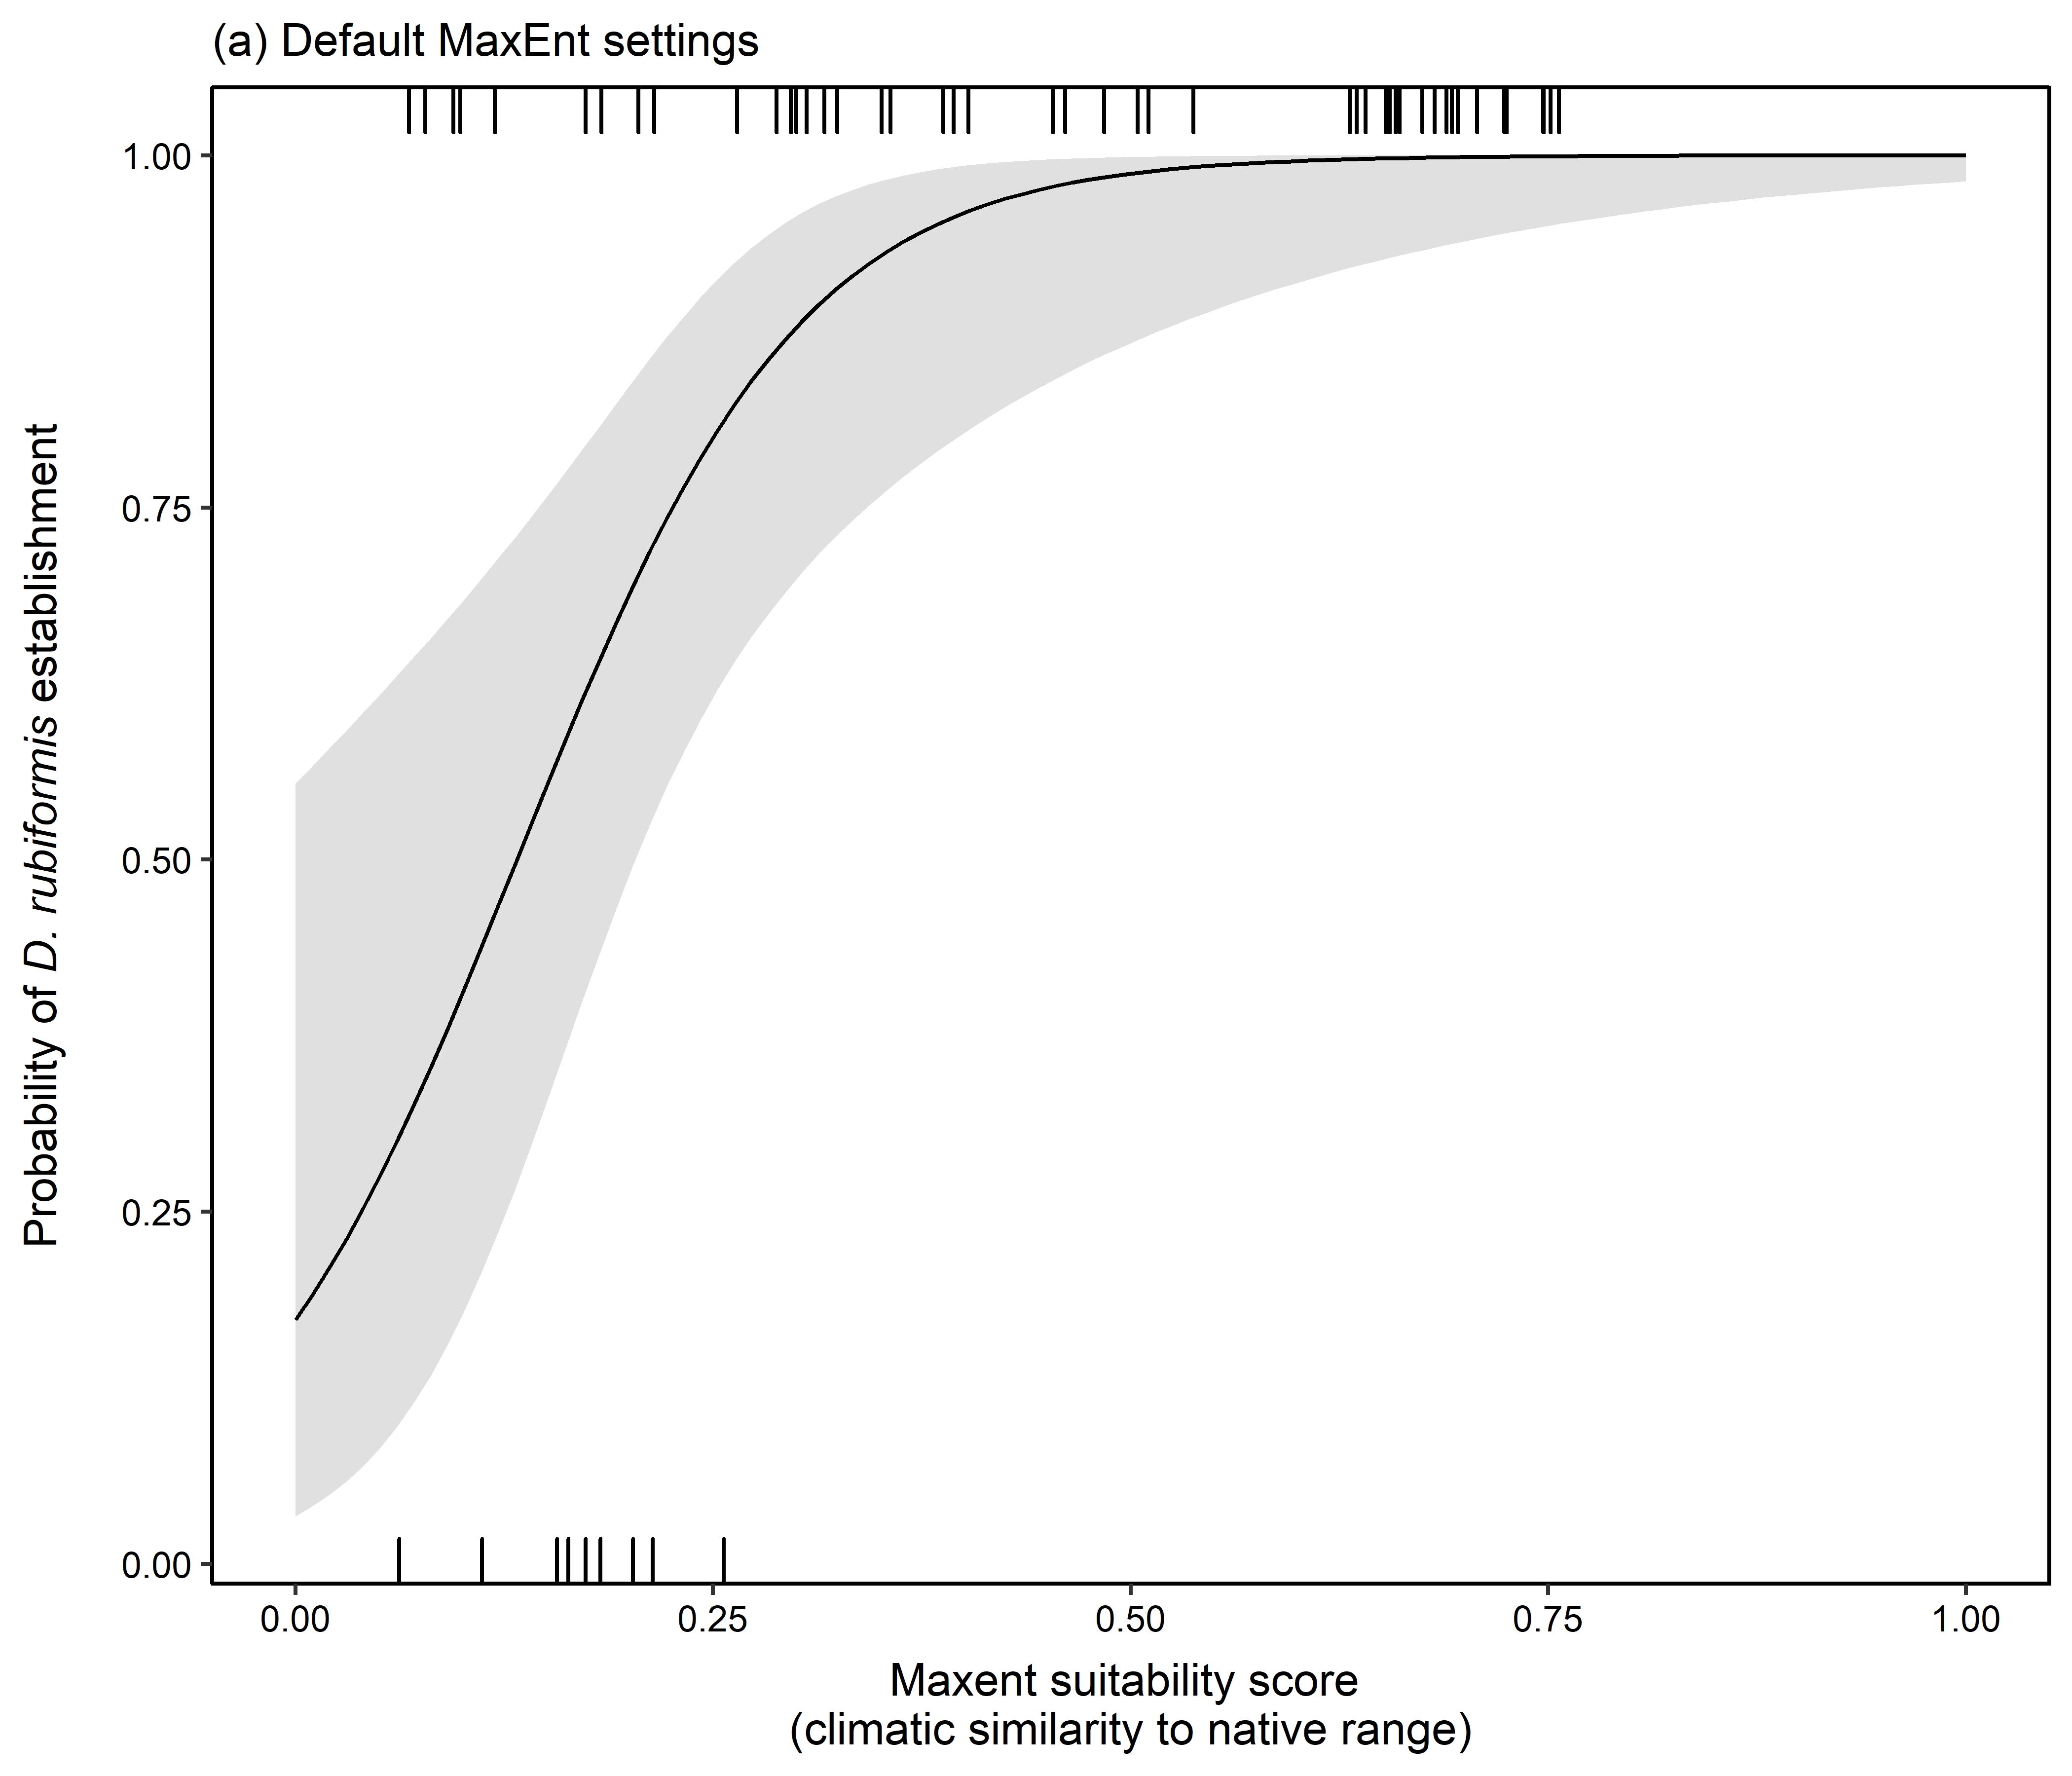 (a) Default MaxEnt settings
Probability of D. rubiformis establishment
1.00
0.75
0.50
0.25
0.00
0.00 0.25 0.50 0.75 1.00
Maxent suitability score
(climatic similarity to native range)